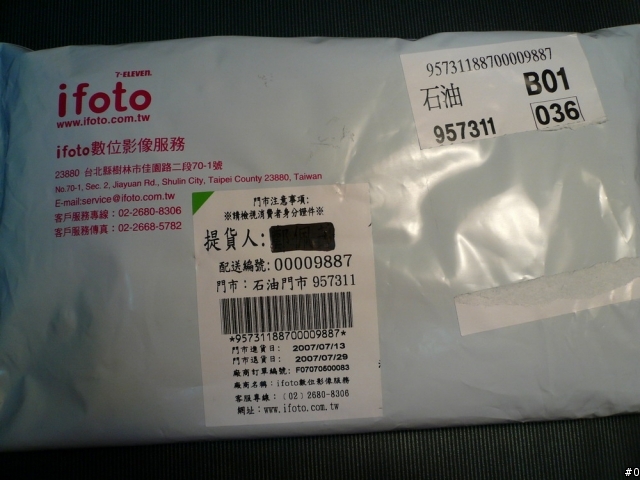 7-ELEVEN.
ifoto
www.ifoto.com.tw
ifoto數位影像服務
23880 台北縣樹林市佳園路二段70-1號
No.70-1, Sec. 2, Jiayuan Rd., Shulin City, Taipei County 23880, Taiwan
E-mail:service@ifoto.com.tw
客戶服務專線：02-2680-8306
客戶服務傳真：02-2668-5782
95731188700009887
石油 B01
957311 036
門市注意事項:
※請檢視消費者身分證件※
提貨人:
配送編號:00009887
門市：石油門市 957311
*95731188700009887*
門市進貨日: 2007/07/13
門市退貨日: 2007/07/29
廠商訂單編號: F07070500083
廠商名稱：ifoto數位影像服務
客服專線：(02)2680-8306
網址：www.ifoto.com.tw
#0